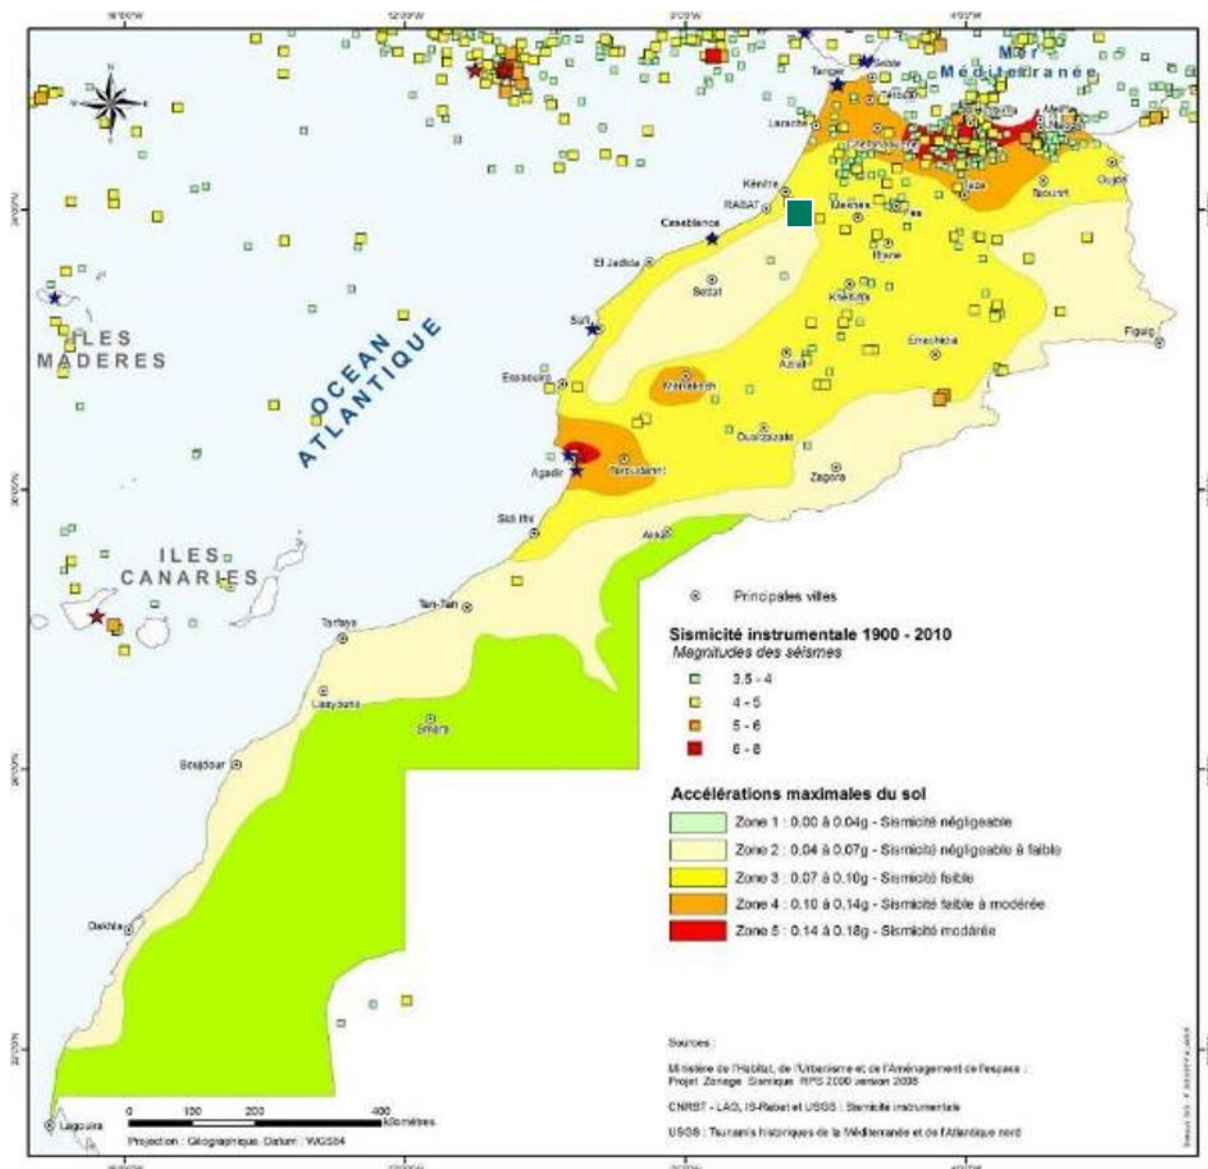 Mer
Méditerranée
Tanger
Larache
Taza
Taourirt
Oujda
Kénitra
RABAT
Meknes
Fes
Casablanca
Ifrane
El Jadida
Settat
Khénifra
ILES
MADERES
OCEAN
ATLANTIQUE
Safi
Errachidia
Figuig
Azilal
Essaouira
Marrakech
Ouarzazate
Zagora
Agadir
Taroudannt
Sidi Ifni
Akka
ILES
CANARIES
Tan-Tan
Tarfaya
Laayoune
Smara
Boujdour
Dakhla
Lagouira
Principales villes
Sismicité instrumentale 1900 - 2010
Magnitudes des séismes
3.5 - 4
4 - 5
5 - 6
6 - 8
Accélérations maximales du sol
Zone 1 : 0.00 à 0.04g - Sismicité négligeable
Zone 2 : 0.04 à 0.07g - Sismicité négligeable à faible
Zone 3 : 0.07 à 0.10g - Sismicité faible
Zone 4 : 0.10 à 0.14g - Sismicité faible à modérée
Zone 5 : 0.14 à 0.18g - Sismicité modérée
Sources :
Ministère de l'Habitat, de l'Urbanisme et de l'Aménagement de l'espace :
Projet Zonage Sismique RPS 2000 version 2008
CNRST - LAG, IS-Rabat et USGS : Sismicité instrumentale
USGS : Tsunamis historiques de la Méditerranée et de l'Atlantique nord
0 100 200 400
kilomètres
Projection : Géographique. Datum : WGS84